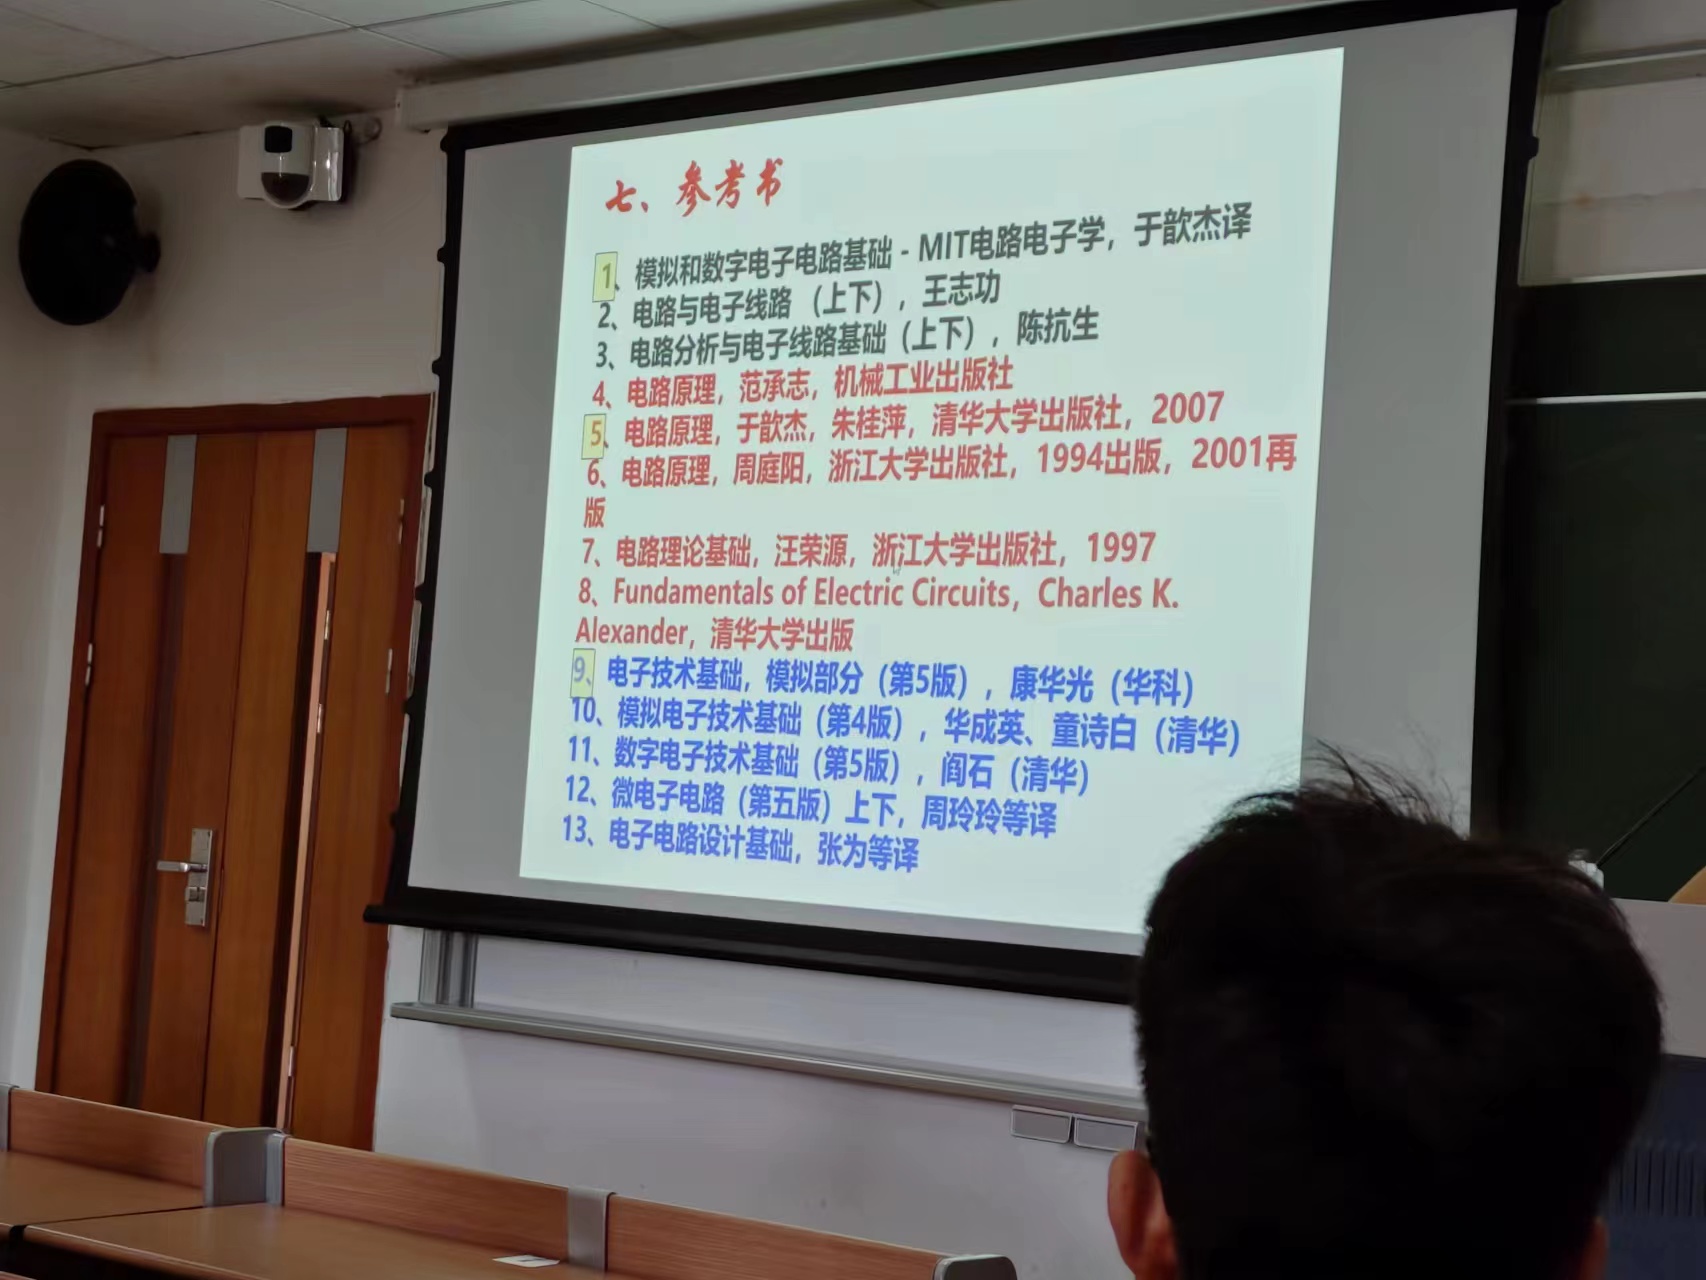 七、参考书
1、模拟和数字电子电路基础 - MIT电路电子学，于歆杰译
2、电路与电子线路 （上下），王志功
3、电路分析与电子线路基础（上下），陈抗生
4、电路原理，范承志，机械工业出版社
5、电路原理，于歆杰，朱桂萍，清华大学出版社，2007
6、电路原理，周庭阳，浙江大学出版社，1994出版，2001再
版
7、电路理论基础，汪荣源，浙江大学出版社，1997
8、Fundamentals of Electric Circuits，Charles K.
Alexander，清华大学出版
9、电子技术基础，模拟部分（第5版），康华光（华科）
10、模拟电子技术基础（第4版），华成英、童诗白（清华）
11、数字电子技术基础（第5版），阎石（清华）
12、微电子电路（第五版）上下，周玲玲等译
13、电子电路设计基础，张为等译